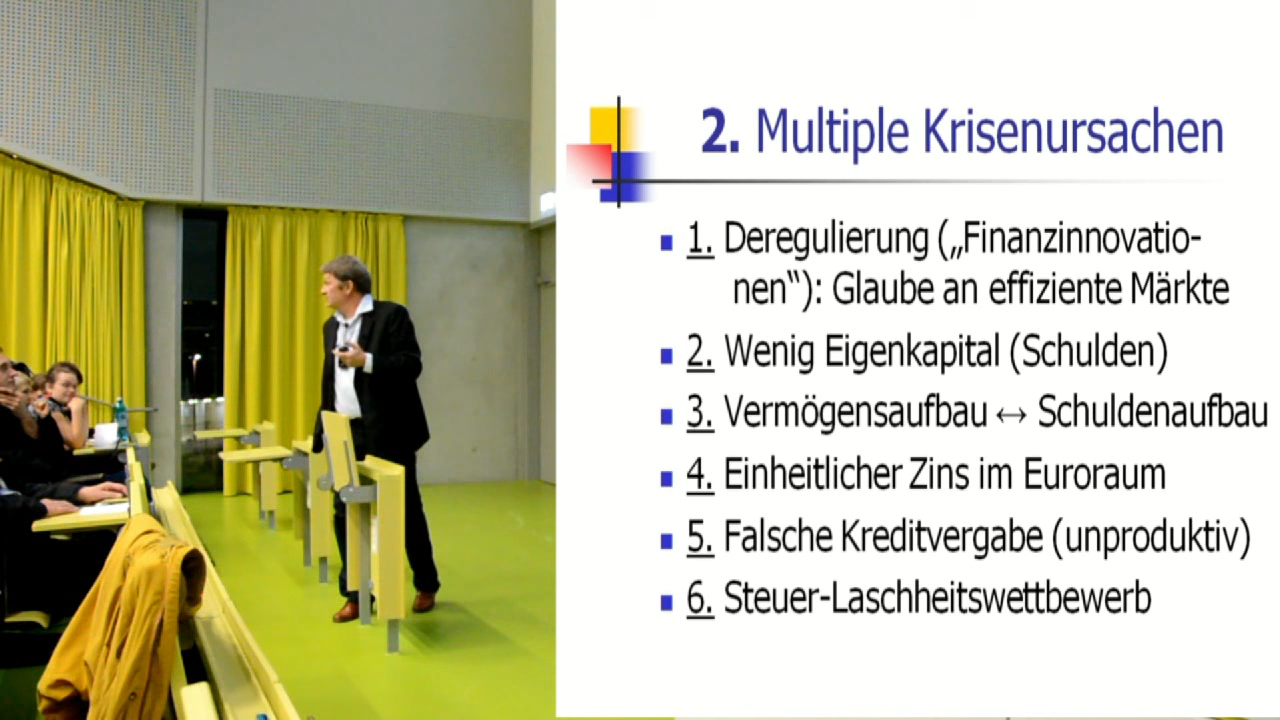 2. Multiple Krisenursachen
1. Deregulierung („Finanzinnovatio-
nen“): Glaube an effiziente Märkte
2. Wenig Eigenkapital (Schulden)
3. Vermögensaufbau ↔ Schuldenaufbau
4. Einheitlicher Zins im Euroraum
5. Falsche Kreditvergabe (unproduktiv)
6. Steuer-Laschheitswettbewerb